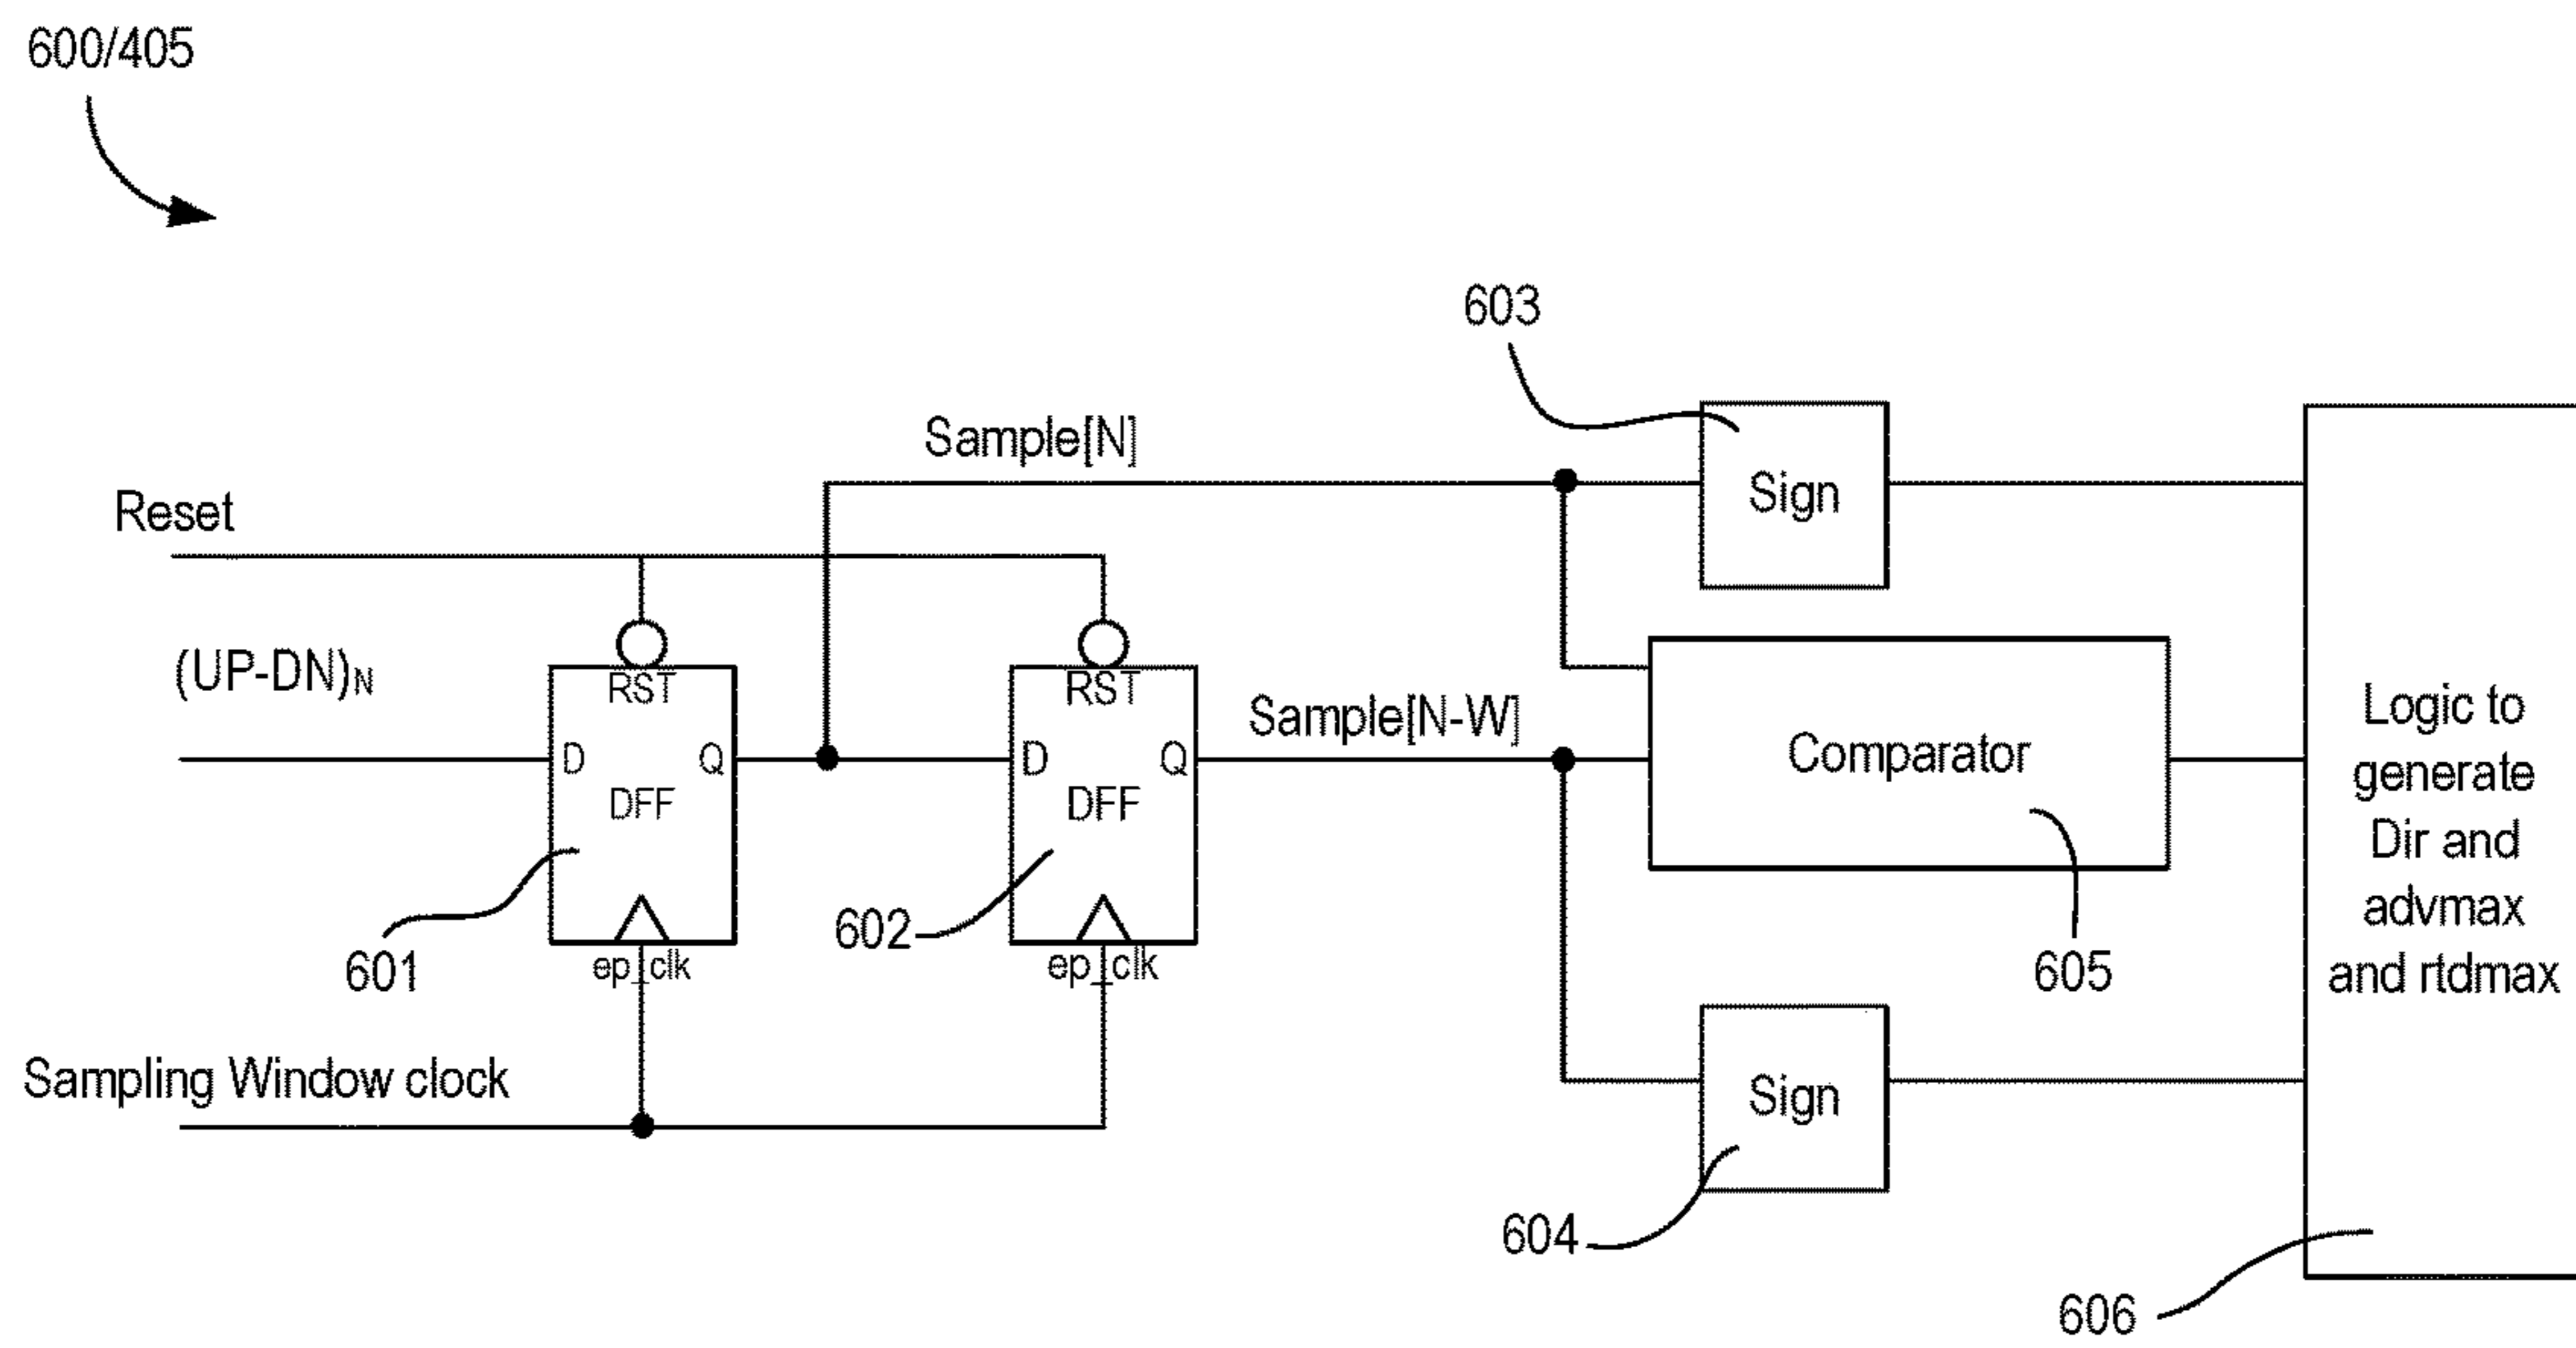 600/405
603
Sample[N]
Sign
Reset
(UP-DN)N
RST
RST
Sample[N-W]
D
Q
D
Q
DFF
DFF
Comparator
Logic to
generate
Dir and
advmax
and rtdmax
601
602
605
ep_clk
ep_clk
Sampling Window clock
Sign
604
606